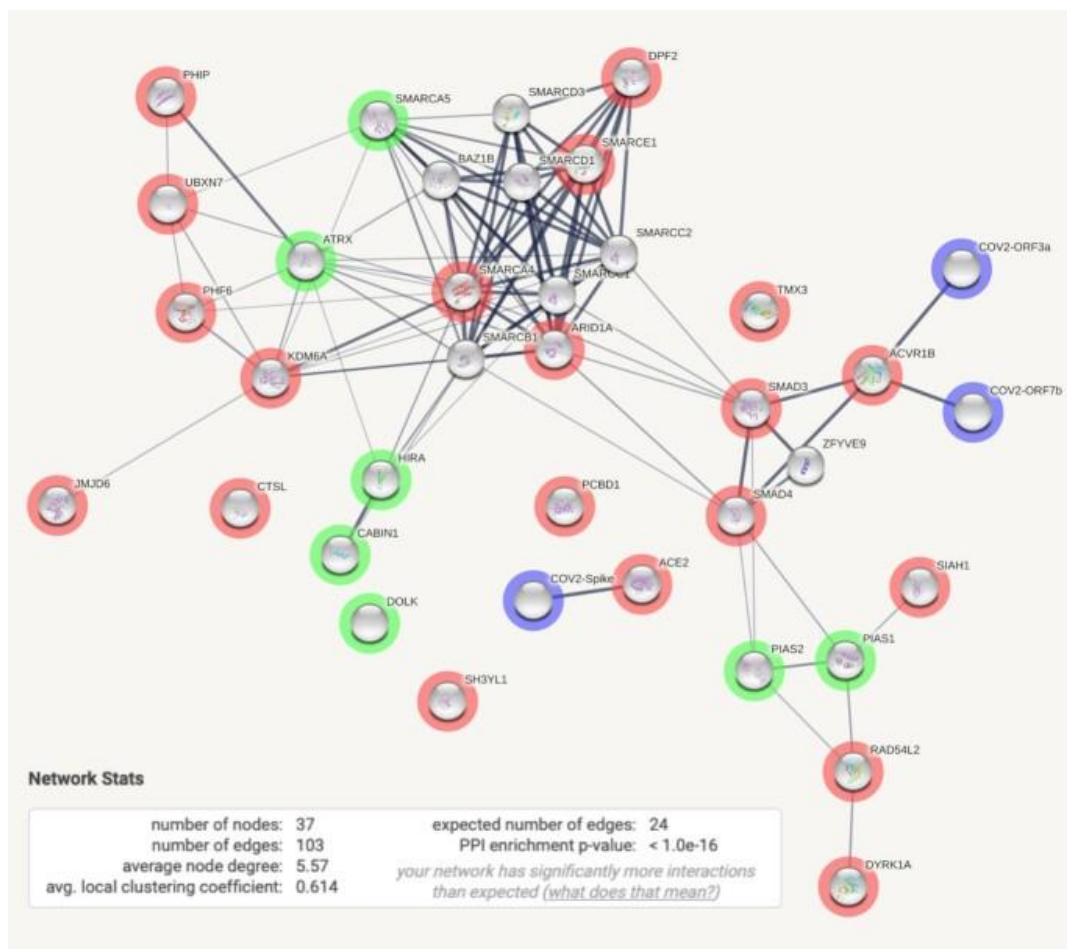 DPF2
PHIP
SMARCD3
SMARCA5
SMARCE1
BAZ1B
SMARCD1
UBXN7
SMARCC2
ATRX
COV2-ORF3a
SMARCA4
TMX3
PHF6
ARID1A
SMARCB1
ACVR1B
KDM6A
SMAD3
COV2-ORF7b
ZFYVE9
HIRA
JMJD6
CTSL
PCBD1
SMAD4
CABIN1
ACE2
COV2-Spike
SIAH1
DOLK
PIAS1
PIAS2
SH3YL1
RAD54L2
Network Stats
number of nodes: 37
expected number of edges: 24
number of edges: 103
PPI enrichment p-value: < 1.0e-16
average node degree: 5.57
your network has significantly more interactions
avg. local clustering coefficient: 0.614
than expected (what does that mean?)
DYRK1A